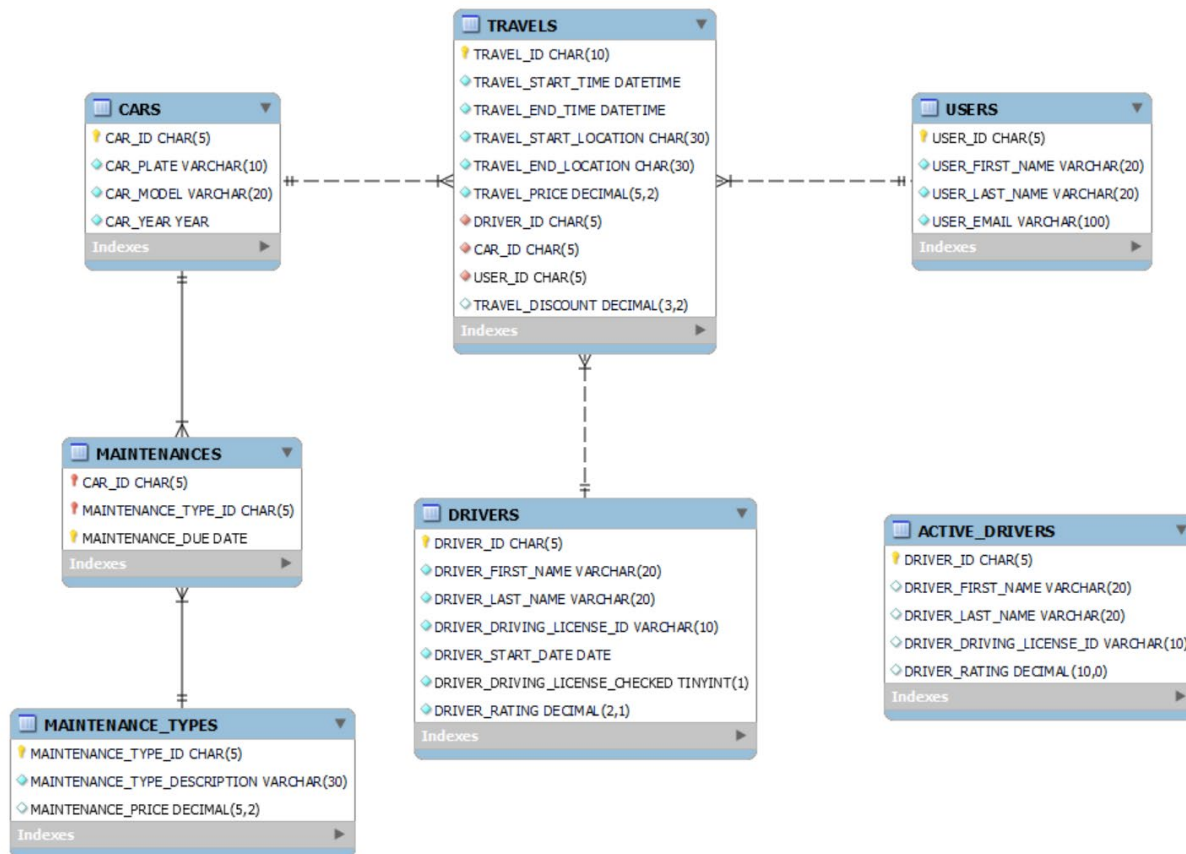 TRAVELS
TRAVEL_ID CHAR(10)
TRAVEL_START_TIME DATETIME
TRAVEL_END_TIME DATETIME
TRAVEL_START_LOCATION CHAR(30)
TRAVEL_END_LOCATION CHAR(30)
TRAVEL_PRICE DECIMAL(5,2)
DRIVER_ID CHAR(5)
CAR_ID CHAR(5)
USER_ID CHAR(5)
TRAVEL_DISCOUNT DECIMAL(3,2)
Indexes
CARS
CAR_ID CHAR(5)
CAR_PLATE VARCHAR(10)
CAR_MODEL VARCHAR(20)
CAR_YEAR YEAR
Indexes
USERS
USER_ID CHAR(5)
USER_FIRST_NAME VARCHAR(20)
USER_LAST_NAME VARCHAR(20)
USER_EMAIL VARCHAR(100)
Indexes
MAINTENANCES
CAR_ID CHAR(5)
MAINTENANCE_TYPE_ID CHAR(5)
MAINTENANCE_DUE DATE
Indexes
DRIVERS
DRIVER_ID CHAR(5)
DRIVER_FIRST_NAME VARCHAR(20)
DRIVER_LAST_NAME VARCHAR(20)
DRIVER_DRIVING_LICENSE_ID VARCHAR(10)
DRIVER_START_DATE DATE
DRIVER_DRIVING_LICENSE_CHECKED TINYINT(1)
DRIVER_RATING DECIMAL(2,1)
Indexes
ACTIVE_DRIVERS
DRIVER_ID CHAR(5)
DRIVER_FIRST_NAME VARCHAR(20)
DRIVER_LAST_NAME VARCHAR(20)
DRIVER_DRIVING_LICENSE_ID VARCHAR(10)
DRIVER_RATING DECIMAL(10,0)
Indexes
MAINTENANCE_TYPES
MAINTENANCE_TYPE_ID CHAR(5)
MAINTENANCE_TYPE_DESCRIPTION VARCHAR(30)
MAINTENANCE_PRICE DECIMAL(5,2)
Indexes